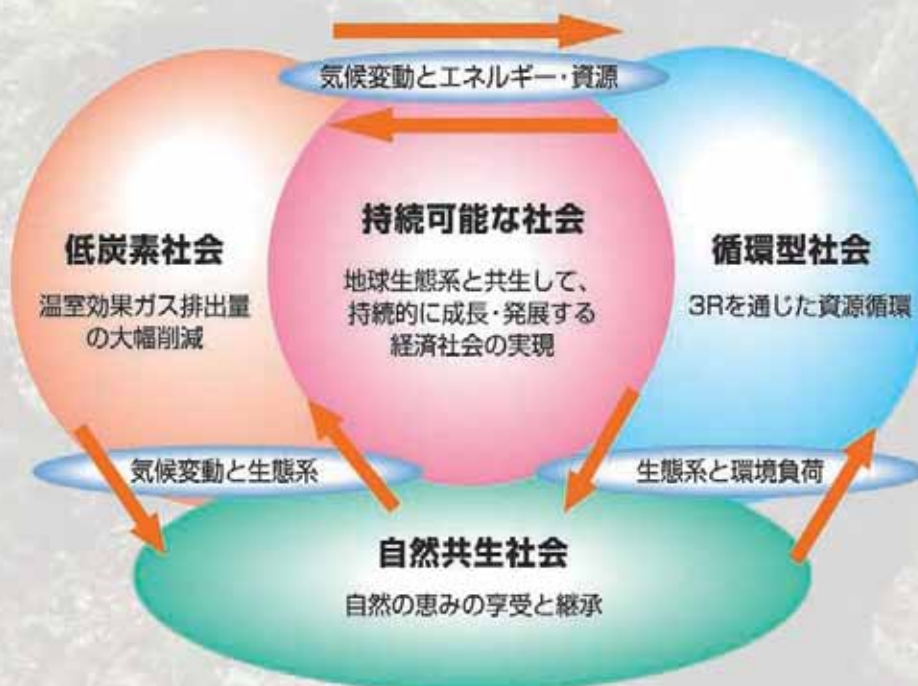 気候変動とエネルギー・資源
低炭素社会
温室効果ガス排出量
の大幅削減
持続可能な社会
地球生態系と共生して、
持続的に成長・発展する
経済社会の実現
循環型社会
3Rを通じた資源循環
気候変動と生態系
生態系と環境負荷
自然共生社会
自然の恵みの享受と継承